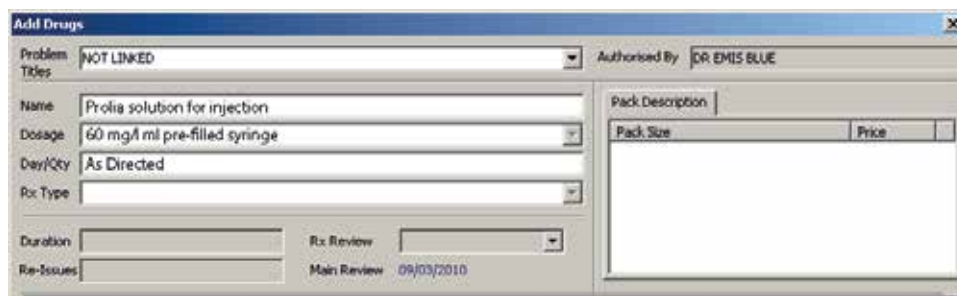 Add Drugs
Problem Titles NOT LINKED Authorised By DR EMIS BLUE
Name Prolia solution for injection Pack Description
Dosage 60 mg/l ml pre-filled syringe Pack Size Price
Day/Qty As Directed
Rx Type
Duration Rx Review
Re-Issues Main Review 09/03/2010